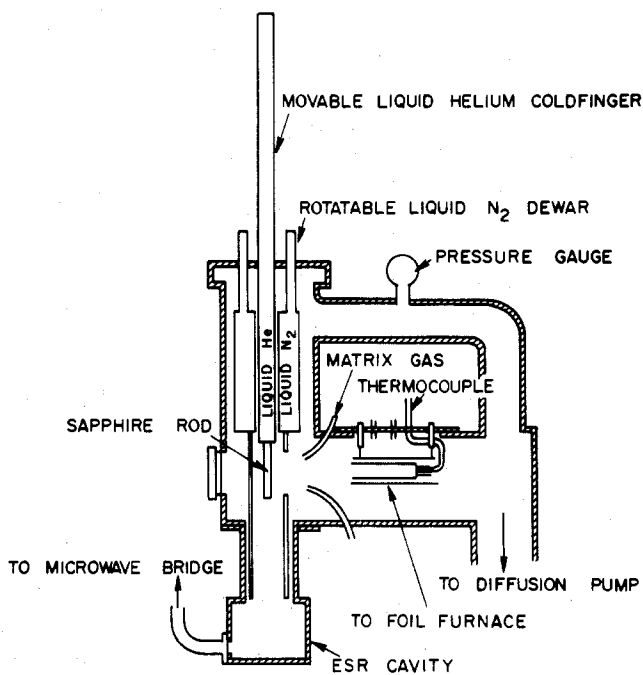 MOVABLE LIQUID HELIUM COLDFINGER
ROTATABLE LIQUID N₂ DEWAR
PRESSURE GAUGE
LIQUID He
LIQUID N₂
MATRIX GAS
THERMOCOUPLE
SAPPHIRE ROD
TO MICROWAVE BRIDGE
TO DIFFUSION PUMP
TO FOIL FURNACE
ESR CAVITY